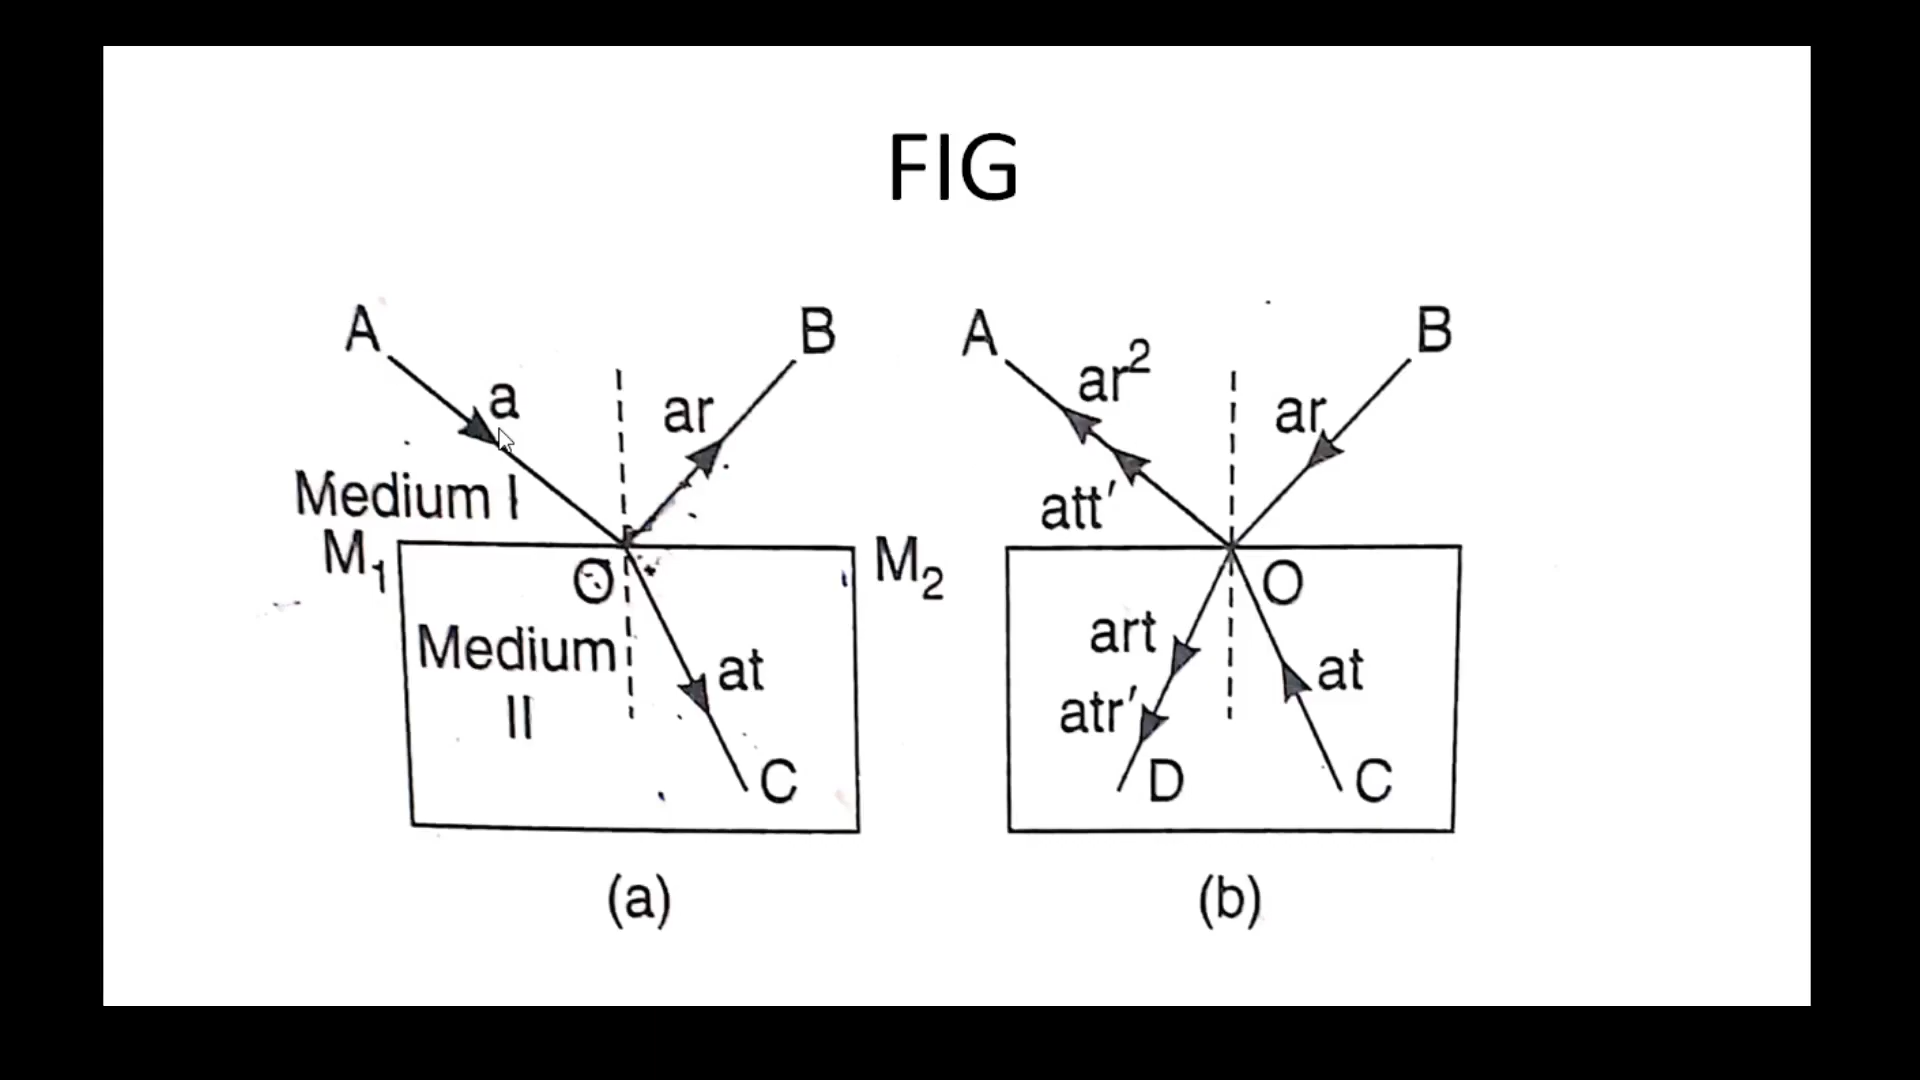 FIG
A
a
ar
B
Medium I
M₁
O
M₂
Medium
II
at
C
(a)
A
ar²
att′
ar
B
O
art
atr′
at
D
C
(b)